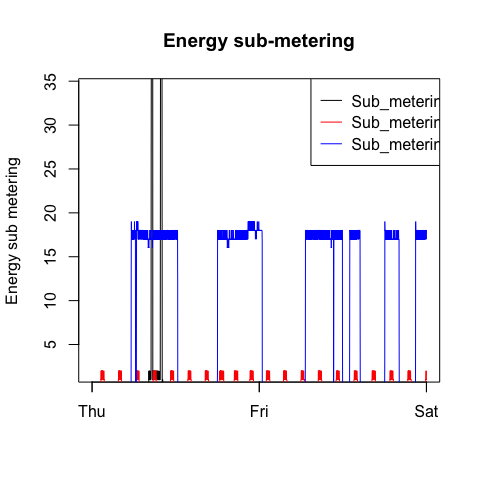 Energy sub-metering
Energy sub metering
35
30
25
20
15
10
5
Sub_meterin
Sub_meterin
Sub_meterin
Thu Fri Sat